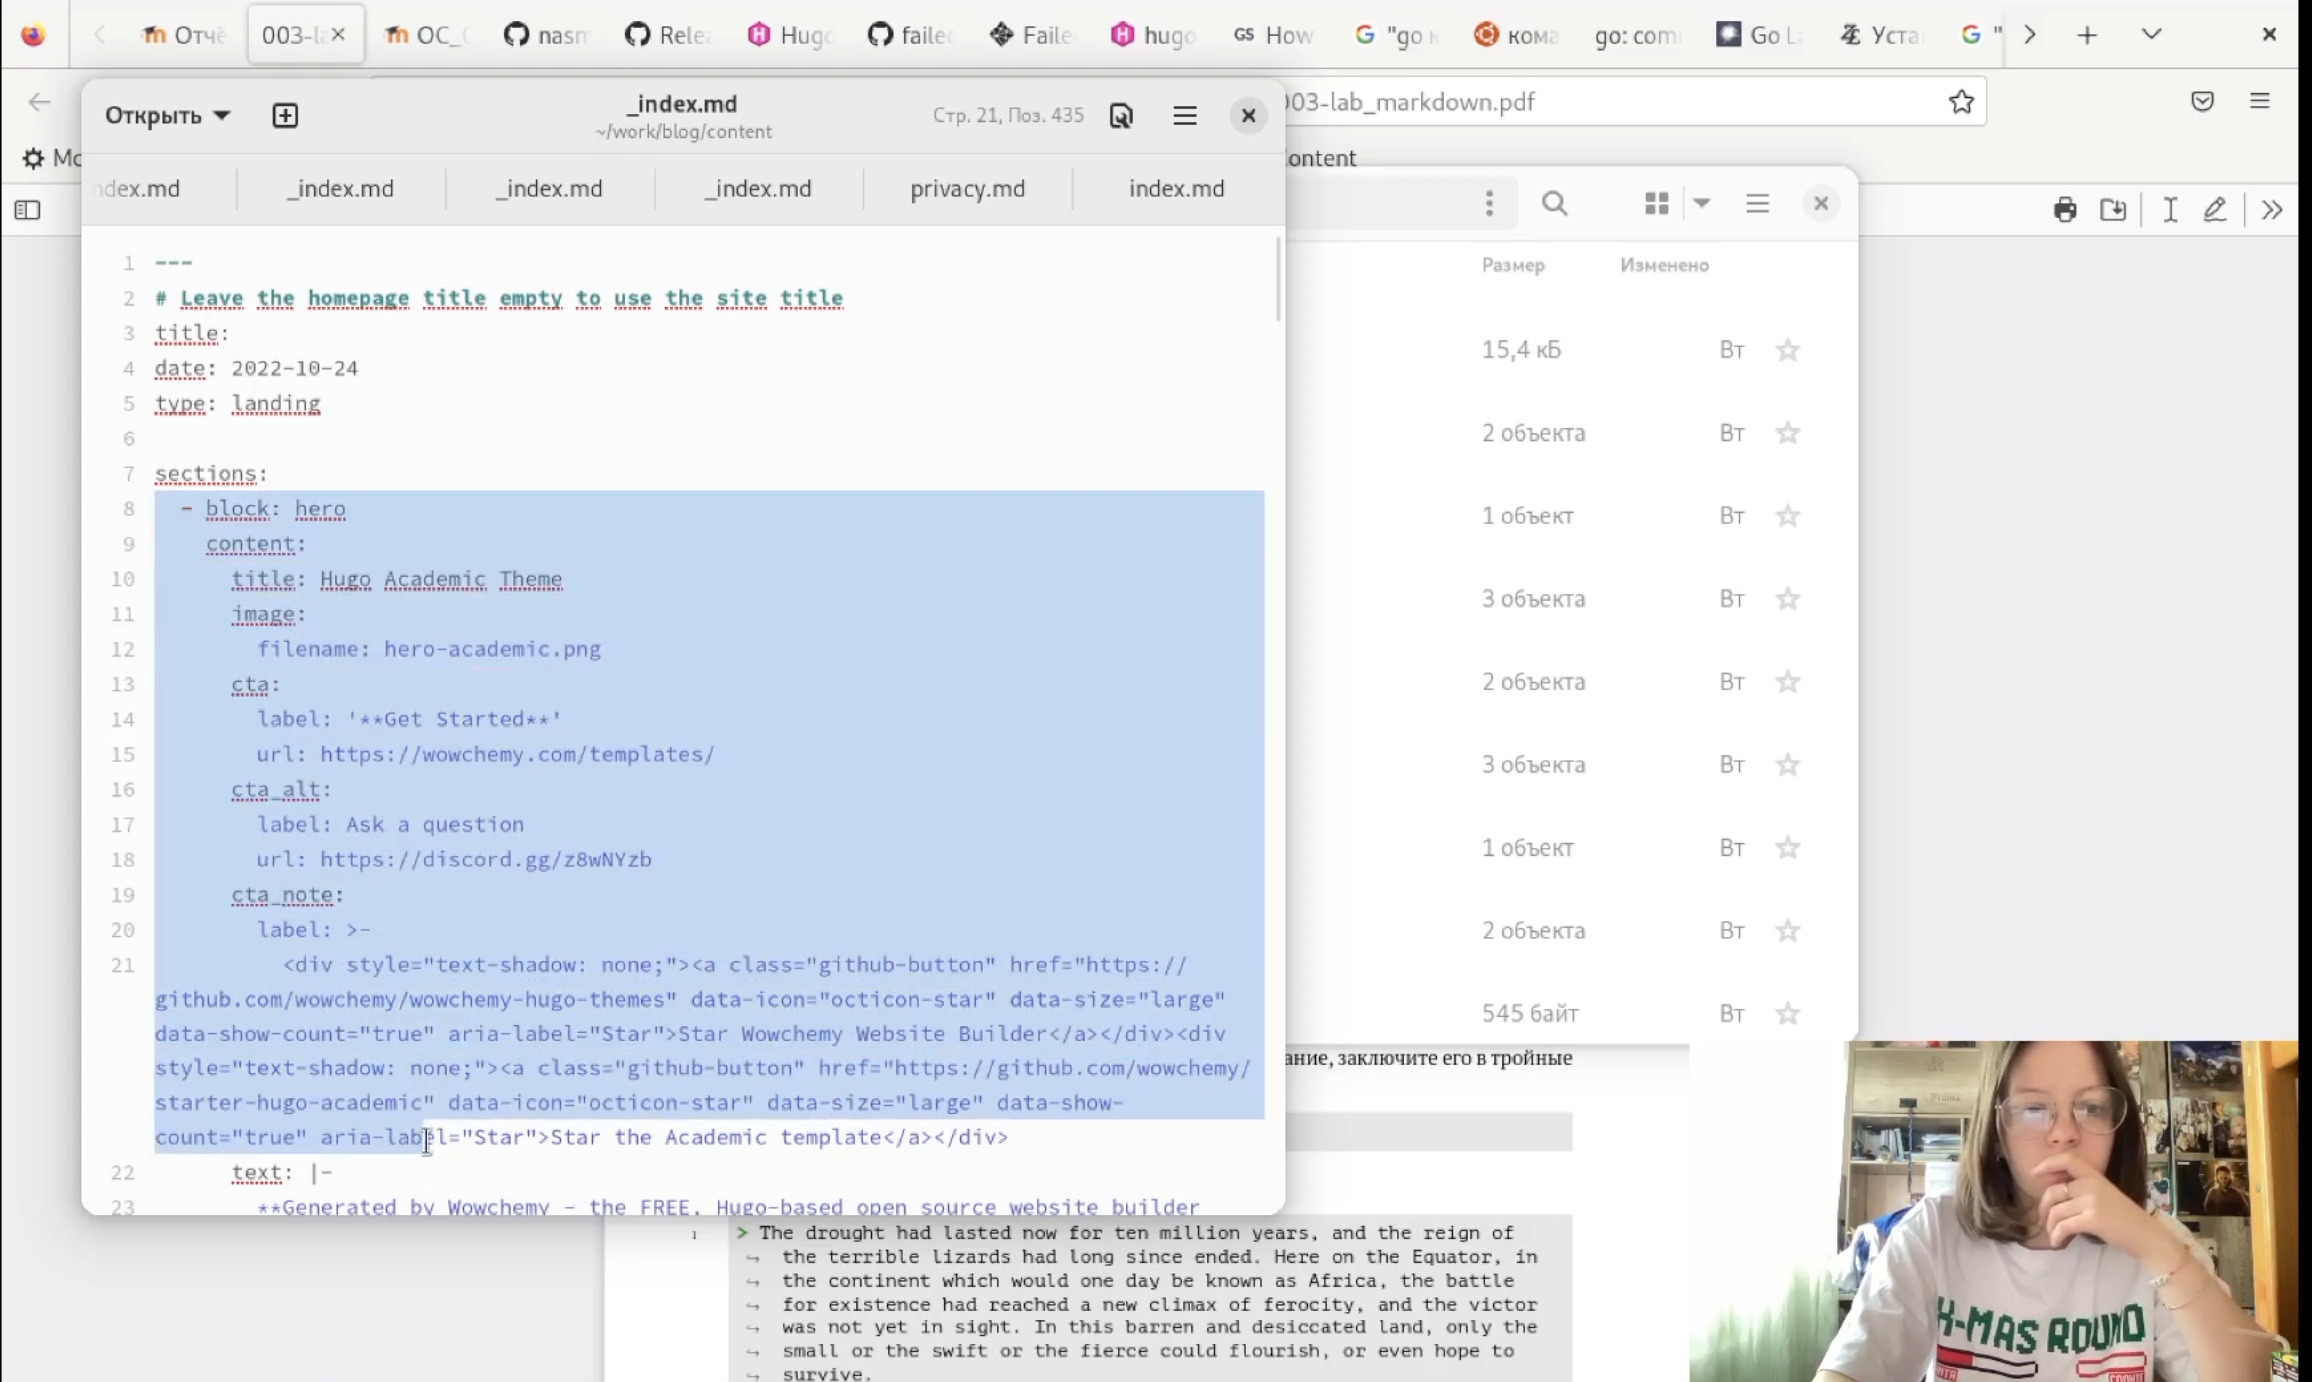 Отчё
003-la
ОС_
nasm
Relea
Hugo
failed
Faile
hugo
GS How
"go к
кома
go: com
Go L
Уста
"
003-lab_markdown.pdf
Мо
ontent
Открыть
_index.md
~/work/blog/content
Стр. 21, Поз. 435
ndex.md
_index.md
_index.md
_index.md
privacy.md
index.md
1 ---
2 # Leave the homepage title empty to use the site title
3 title:
4 date: 2022-10-24
5 type: landing
6
7 sections:
8 - block: hero
9 content:
10 title: Hugo Academic Theme
11 image:
12 filename: hero-academic.png
13 cta:
14 label: '**Get Started**'
15 url: https://wowchemy.com/templates/
16 cta_alt:
17 label: Ask a question
18 url: https://discord.gg/z8wNYzb
19 cta_note:
20 label: >-
21 <div style="text-shadow: none;"><a class="github-button" href="https://
github.com/wowchemy/wowchemy-hugo-themes" data-icon="octicon-star" data-size="large"
data-show-count="true" aria-label="Star">Star Wowchemy Website Builder</a></div><div
style="text-shadow: none;"><a class="github-button" href="https://github.com/wowchemy/
starter-hugo-academic" data-icon="octicon-star" data-size="large" data-show-
count="true" aria-label="Star">Star the Academic template</a></div>
22 text: |-
23 **Generated by Wowchemy - the FREE, Hugo-based open source website builder
Размер Изменено
15,4 кБ Вт
2 объекта Вт
1 объект Вт
3 объекта Вт
2 объекта Вт
3 объекта Вт
1 объект Вт
2 объекта Вт
545 байт Вт
ание, заключите его в тройные
1 > The drought had lasted now for ten million years, and the reign of
the terrible lizards had long since ended. Here on the Equator, in
the continent which would one day be known as Africa, the battle
for existence had reached a new climax of ferocity, and the victor
was not yet in sight. In this barren and desiccated land, only the
small or the swift or the fierce could flourish, or even hope to
survive.
X-MAS ROUND